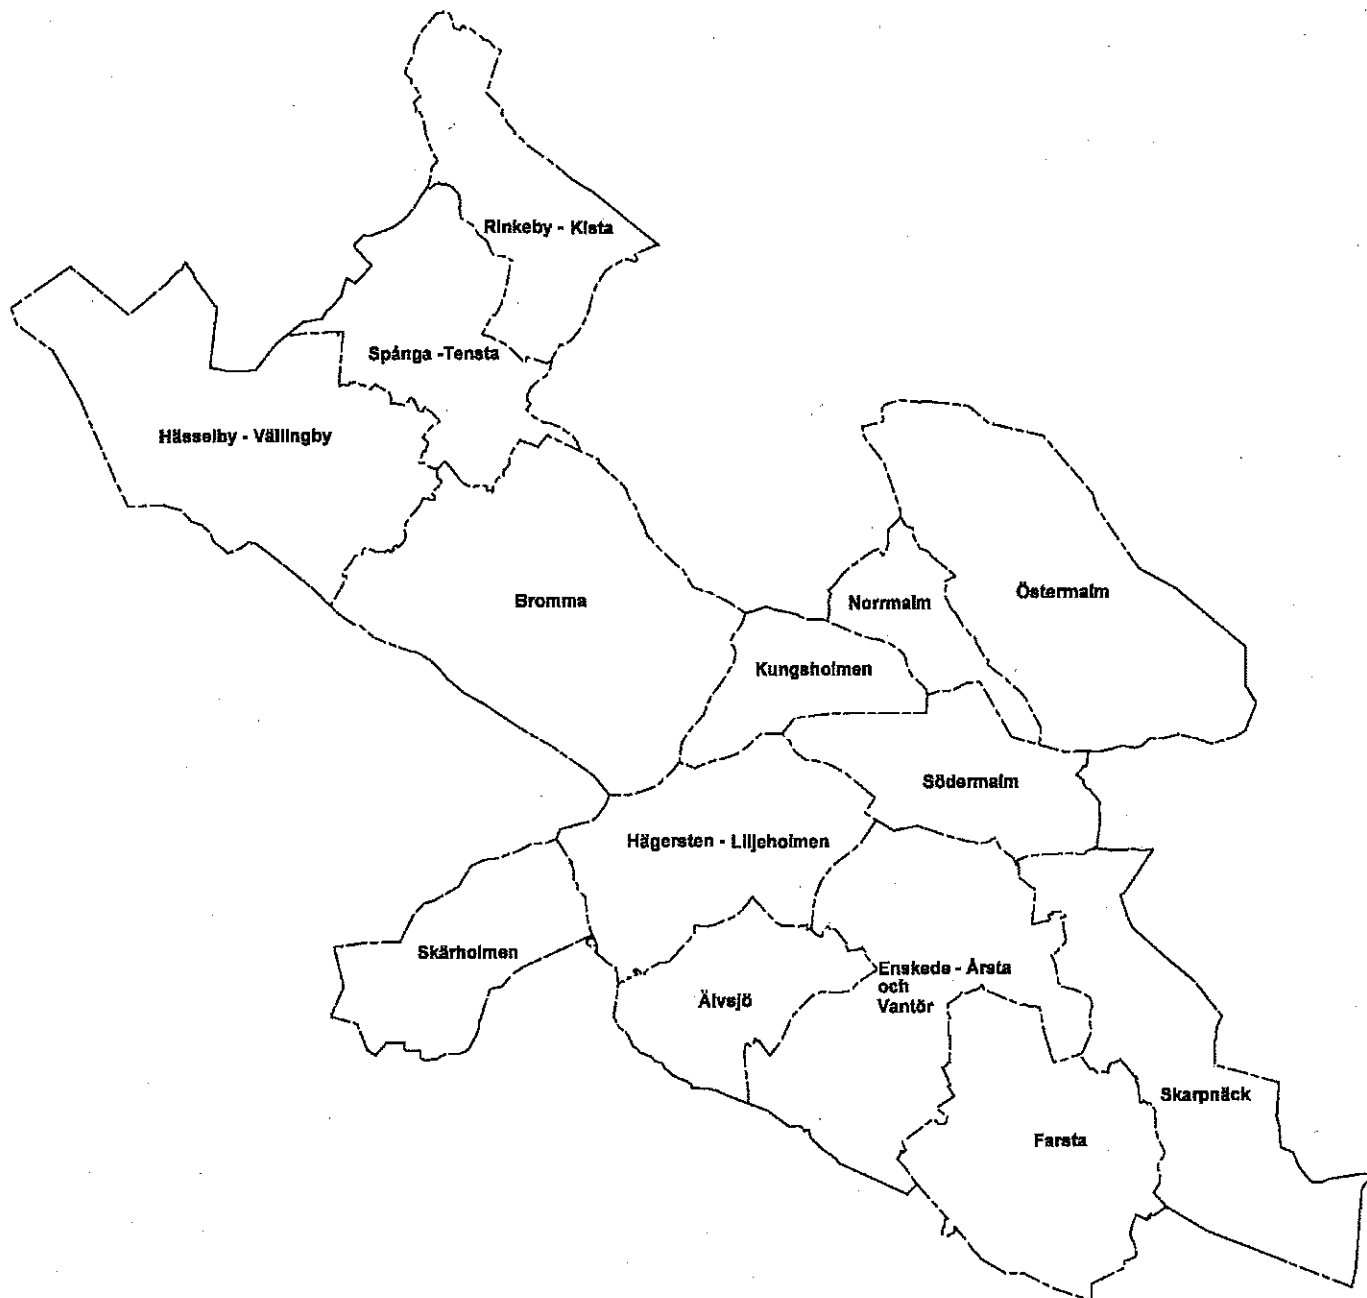 Rinkeby - Kista
Spånga -Tensta
Hässelby - Vällingby
Bromma
Norrmalm
Östermalm
Kungsholmen
Södermalm
Hägersten - Liljeholmen
Skärholmen
Älvsjö
Enskede - Årsta
och
Vantör
Skarpnäck
Farsta